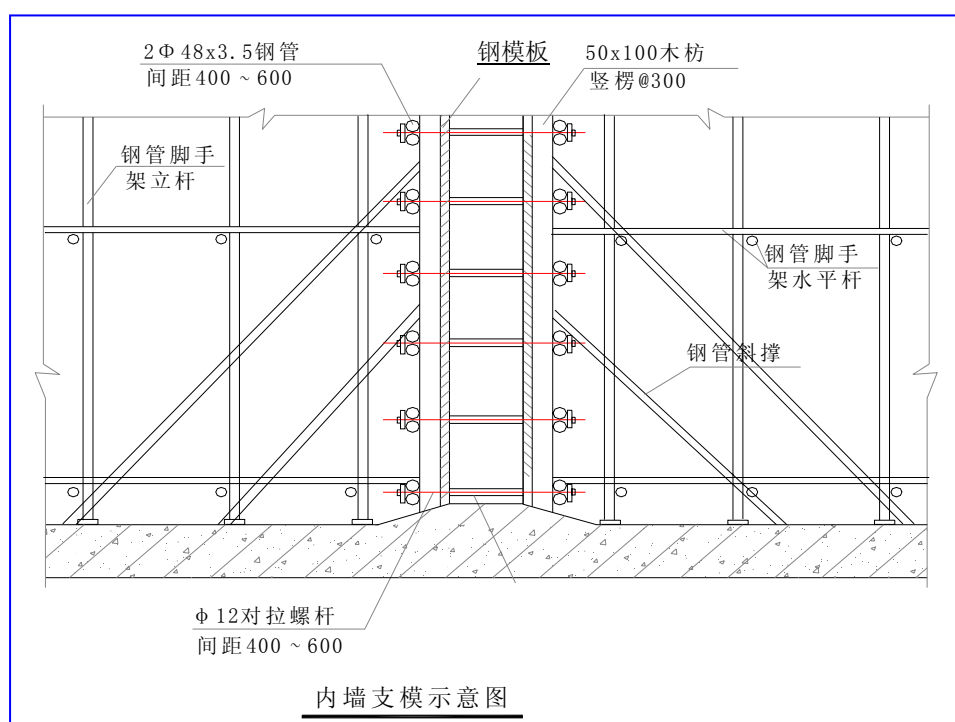 2Φ48x3.5钢管
间距400~600
钢模板
50x100木枋
竖楞@300
钢管脚手
架立杆
钢管脚手
架水平杆
钢管斜撑
φ12对拉螺杆
间距400~600
内墙支模示意图